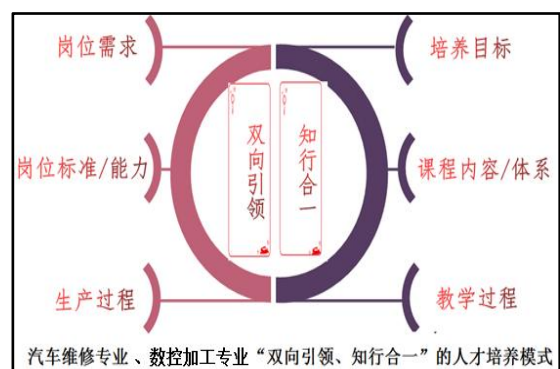 岗位需求
培养目标
双向引领
知行合一
岗位标准/能力
课程内容/体系
生产过程
教学过程
汽车维修专业、数控加工专业“双向引领、知行合一”的人才培养模式